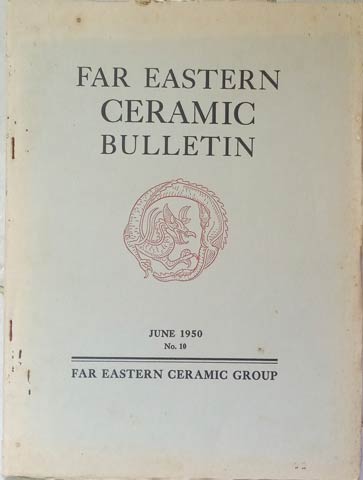 FAR EASTERN
CERAMIC
BULLETIN
JUNE 1950
No. 10
FAR EASTERN CERAMIC GROUP